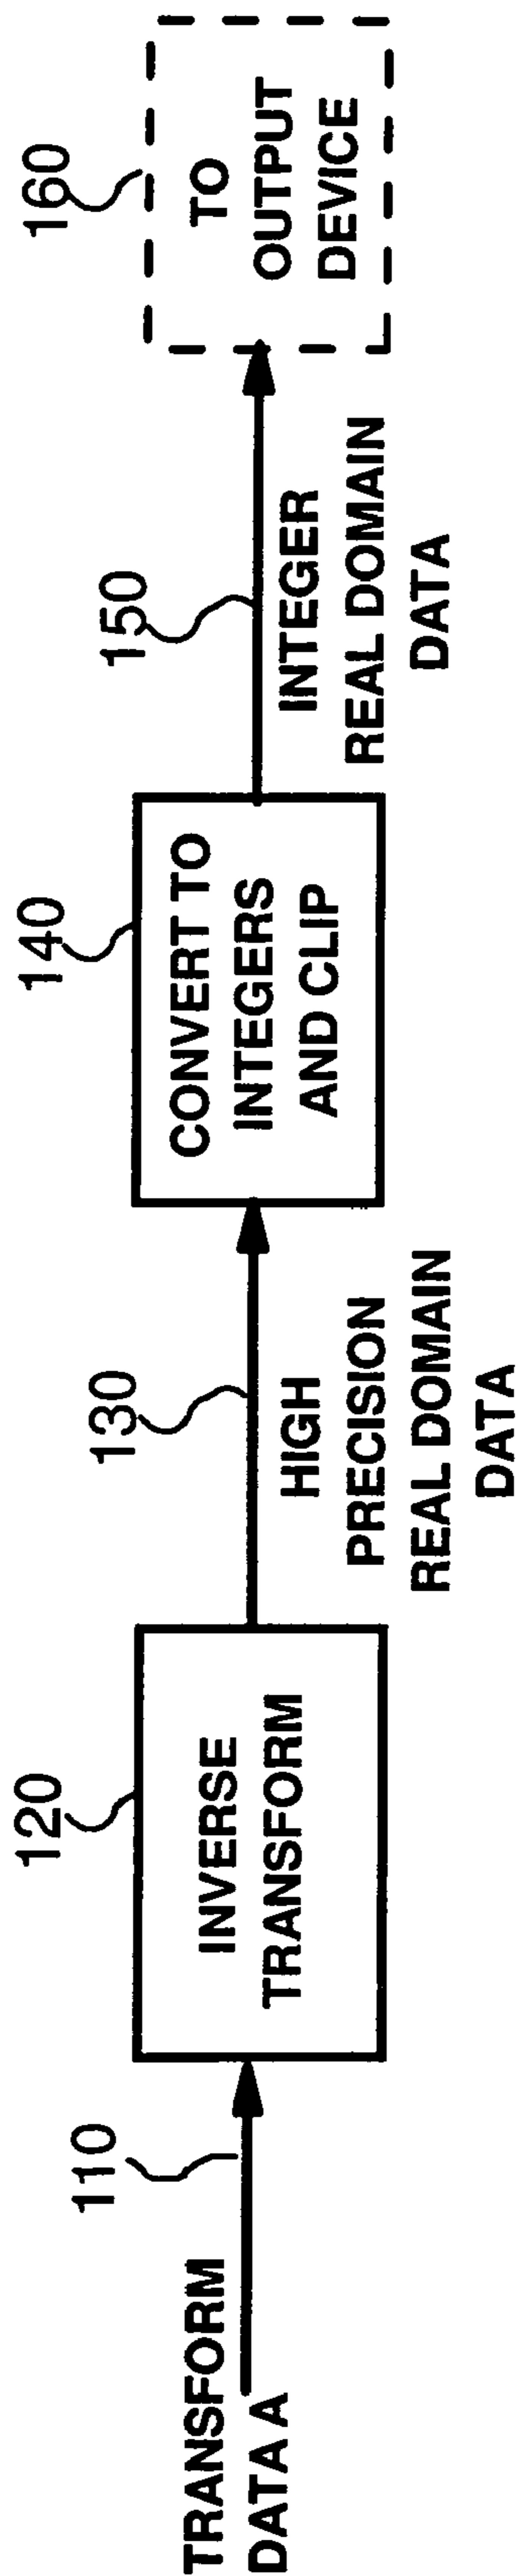 TRANSFORM
DATA A
110
INVERSE
TRANSFORM
120
HIGH
PRECISION
REAL DOMAIN
DATA
130
CONVERT TO
INTEGERS
AND CLIP
140
INTEGER
REAL DOMAIN
DATA
150
TO
OUTPUT
DEVICE
160